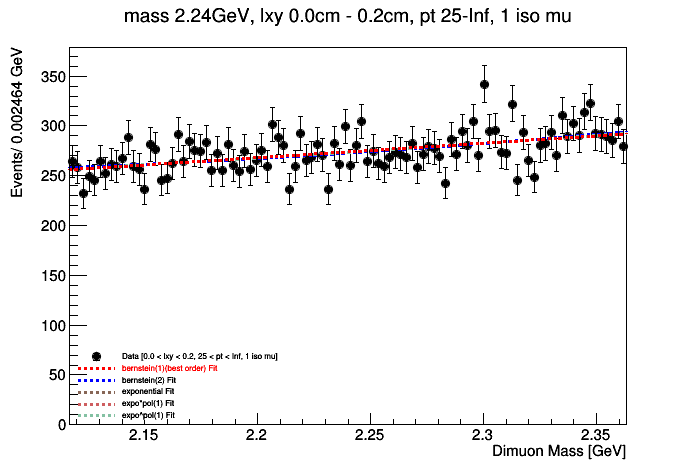 mass 2.24GeV, lxy 0.0cm - 0.2cm, pt 25-Inf, 1 iso mu
Events/ 0.002464 GeV
350
300
250
200
150
100
50
0
Data [0.0 < lxy < 0.2, 25 < pt < Inf, 1 iso mu]
bernstein(1)(best order) Fit
bernstein(2) Fit
exponential Fit
expo*pol(1) Fit
expo*pol(1) Fit
2.15 2.2 2.25 2.3 2.35
Dimuon Mass [GeV]